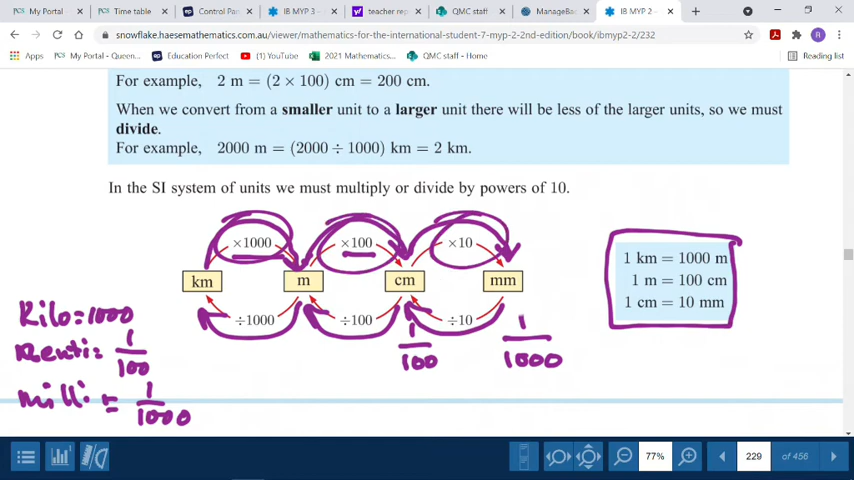 My Portal
Time table
Control Pa
IB MYP 3 -
teacher rep
QMC staff
ManageBac
IB MYP 2 -
snowflake.haesemathematics.com.au/viewer/mathematics-for-the-international-student-7-myp-2-2nd-edition/book/ibmyp2-2/232
Apps
My Portal - Queen...
Education Perfect
(1) YouTube
2021 Mathematics...
QMC staff - Home
Reading list
For example, 2 m = (2 × 100) cm = 200 cm.
When we convert from a smaller unit to a larger unit there will be less of the larger units, so we must
divide.
For example, 2000 m = (2000 ÷ 1000) km = 2 km.
In the SI system of units we must multiply or divide by powers of 10.
×1000 ×100 ×10
km m cm mm
÷1000 ÷100 ÷10
1 km = 1000 m
1 m = 100 cm
1 cm = 10 mm
Kilo = 1000
centi = 1/100
milli = 1/1000
1/100
1/1000
77%
229 of 456